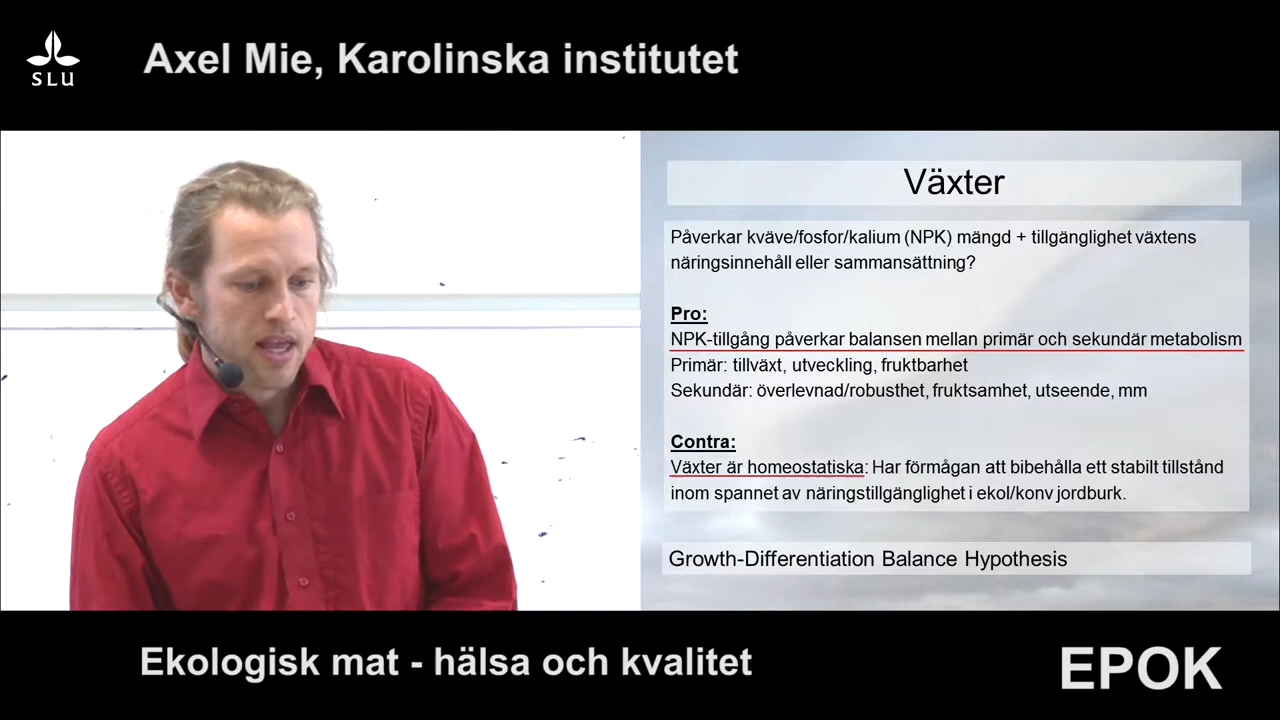 SLU
Axel Mie, Karolinska institutet
Växter
Påverkar kväve/fosfor/kalium (NPK) mängd + tillgänglighet växtens
näringsinnehåll eller sammansättning?
Pro:
NPK-tillgång påverkar balansen mellan primär och sekundär metabolism
Primär: tillväxt, utveckling, fruktbarhet
Sekundär: överlevnad/robusthet, fruktsamhet, utseende, mm
Contra:
Växter är homeostatiska: Har förmågan att bibehålla ett stabilt tillstånd
inom spannet av näringstillgänglighet i ekol/konv jordburk.
Growth-Differentiation Balance Hypothesis
Ekologisk mat - hälsa och kvalitet
EPOK